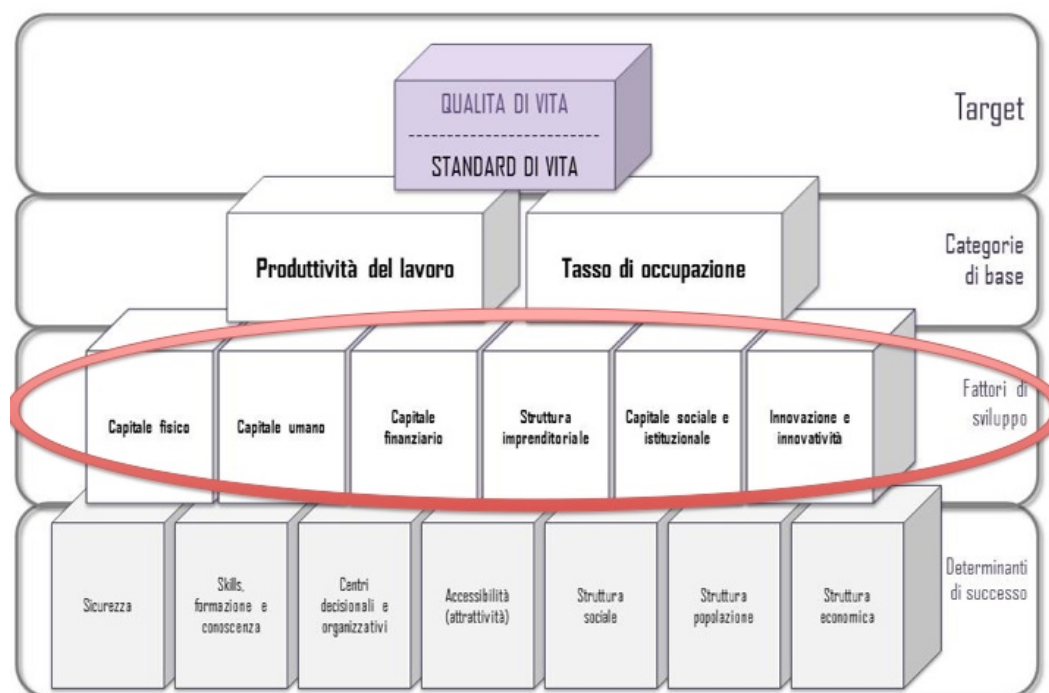 QUALITA DI VITA
STANDARD DI VITA
Target
Produttività del lavoro
Tasso di occupazione
Categorie
di base
Capitale fisico
Capitale umano
Capitale
finanziario
Struttura
imprenditoriale
Capitale sociale e
istituzionale
Innovazione e
innovatività
Fattori di
sviluppo
Sicurezza
Skills,
formazione e
conoscenza
Centri
decisionali e
organizzativi
Accessibilità
(attrattività)
Struttura
sociale
Struttura
popolazione
Struttura
economica
Determinanti
di successo